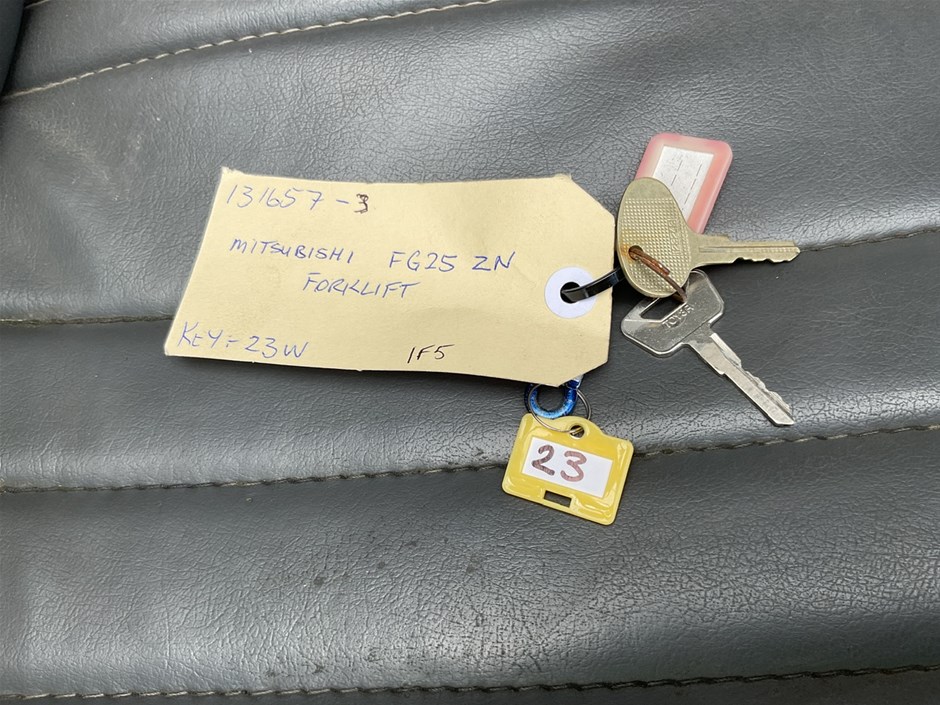 131657-3
MITSUBISHI FG25 ZN
FORKLIFT
KEY = 23W
1F5
23